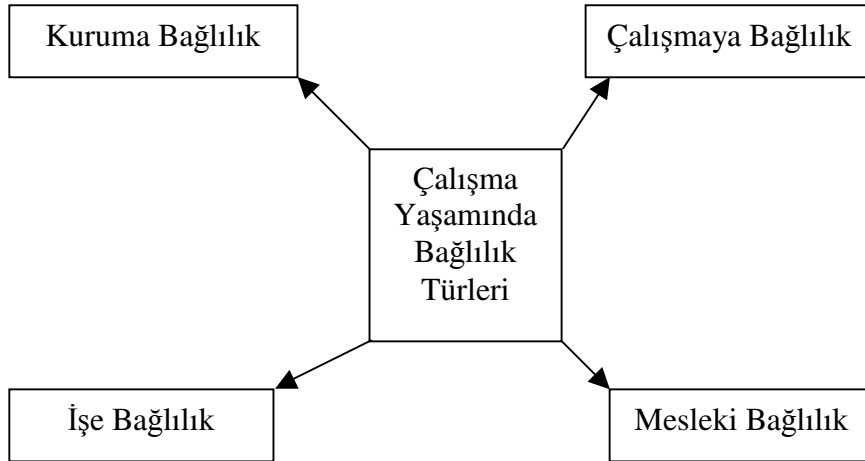 Kuruma Bağlılık
Çalışmaya Bağlılık
Çalışma
Yaşamında
Bağlılık
Türleri
İşe Bağlılık
Mesleki Bağlılık